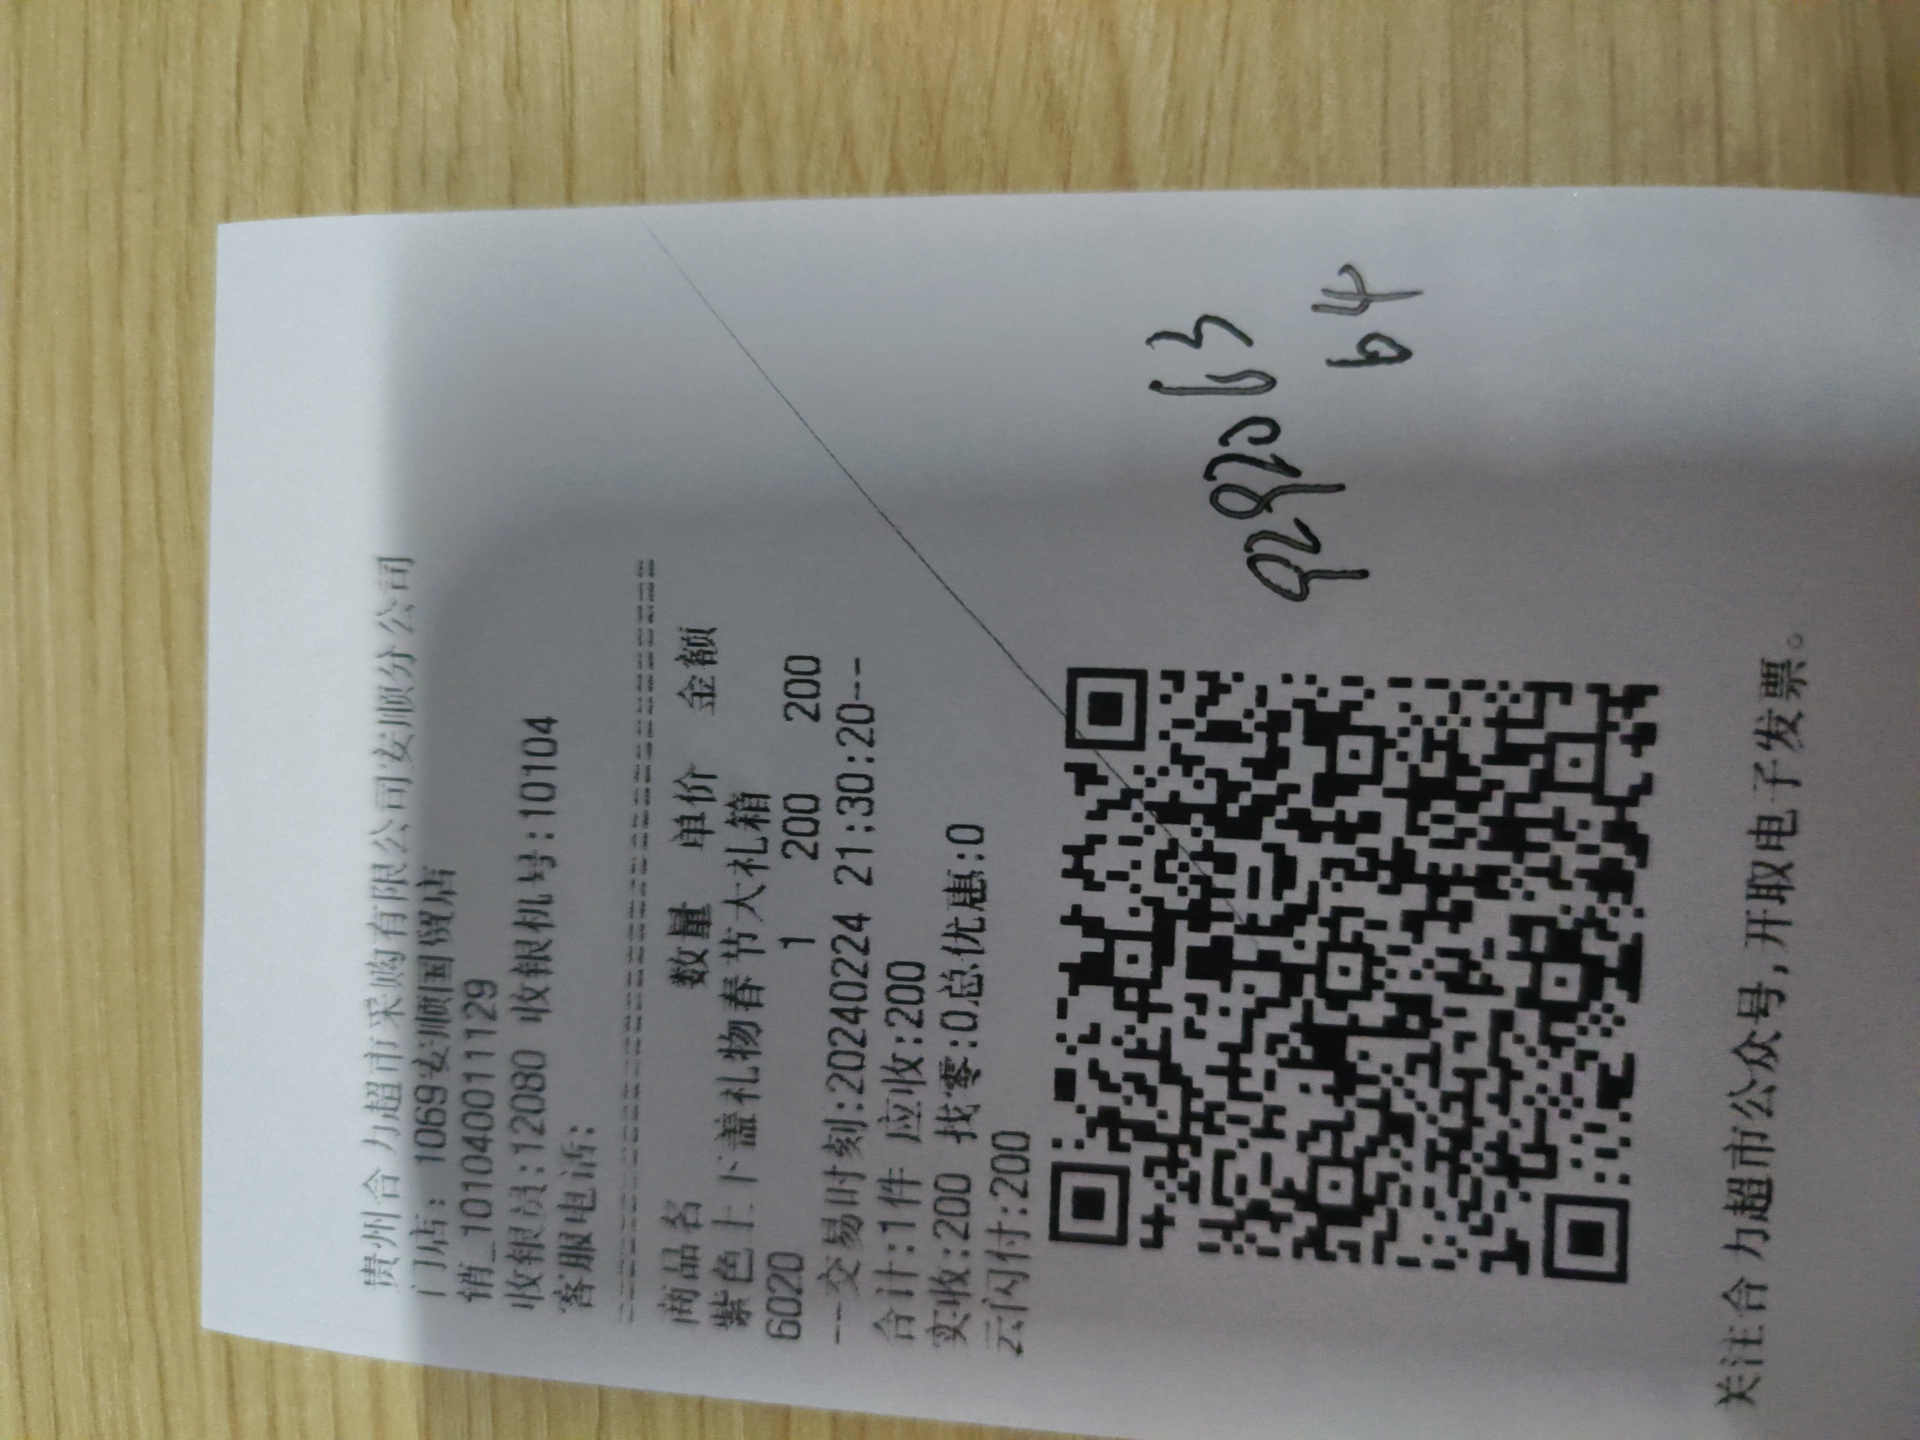 贵州合力超市采购有限公司安顺分公司
门店：1069安顺国贸店
销_101040011129
收银员:12080 收银机号:10104
客服电话:
商品名 数量 单价 金额
紫色上下盖礼物春节大礼箱
6020 1 200 200
--交易时刻:20240224 21:30:20--
合计:1件 应收:200
实收:200 找零:0总优惠:0
云闪付:200
64
关注合力超市公众号,开取电子发票。